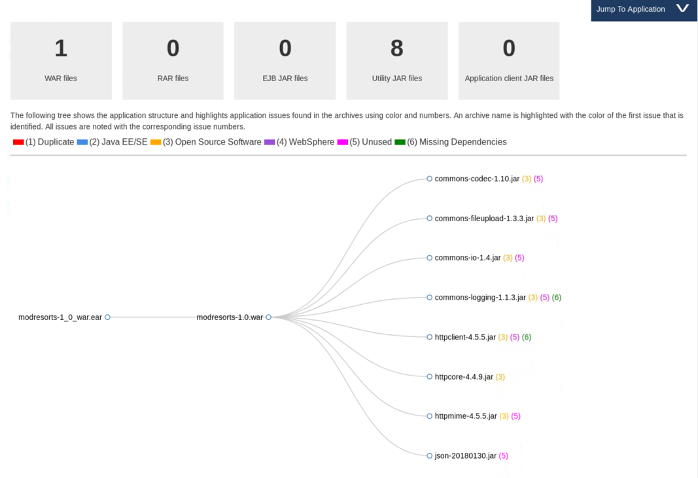 Jump To Application
1
0
0
8
0
WAR files
RAR files
EJB JAR files
Utility JAR files
Application client JAR files
The following tree shows the application structure and highlights application issues found in the archives using color and numbers. An archive name is highlighted with the color of the first issue that is
identified. All issues are noted with the corresponding issue numbers.
(1) Duplicate (2) Java EE/SE (3) Open Source Software (4) WebSphere (5) Unused (6) Missing Dependencies
commons-codec-1.10.jar (3) (5)
commons-fileupload-1.3.3.jar (3) (5)
commons-io-1.4.jar (3) (5)
commons-logging-1.1.3.jar (3) (5) (6)
modresorts-1_0_war.ear
modresorts-1.0.war
httpclient-4.5.5.jar (3) (5) (6)
httpcore-4.4.9.jar (3)
httpmime-4.5.5.jar (3) (5)
json-20180130.jar (5)